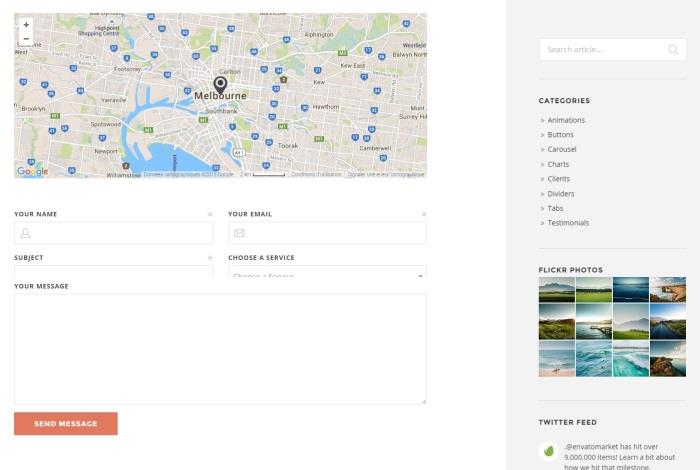 Highpoint
Shopping Centre
Alphington
Westfield
Balwyn Nort
Sunshine
West
Footscray
Carlton
Kew East
Kew
Melbourne
Brooklyn
Yarraville
Southbank
Hawthorn
Mont
Surrey Hil
Spotswood
Toorak
Camberwell
Newport
Williamstown
Google
Données cartographiques ©2015 Google
2 km
Conditions d'utilisation
Signaler une erreur cartographique
YOUR NAME *
YOUR EMAIL *
SUBJECT *
CHOOSE A SERVICE
Choose a Service
YOUR MESSAGE
SEND MESSAGE
Search article...
CATEGORIES
» Animations
» Buttons
» Carousel
» Charts
» Clients
» Dividers
» Tabs
» Testimonials
FLICKR PHOTOS
TWITTER FEED
.@envatomarket has hit over
9,000,000 items! Learn a bit about
how we hit that milestone.